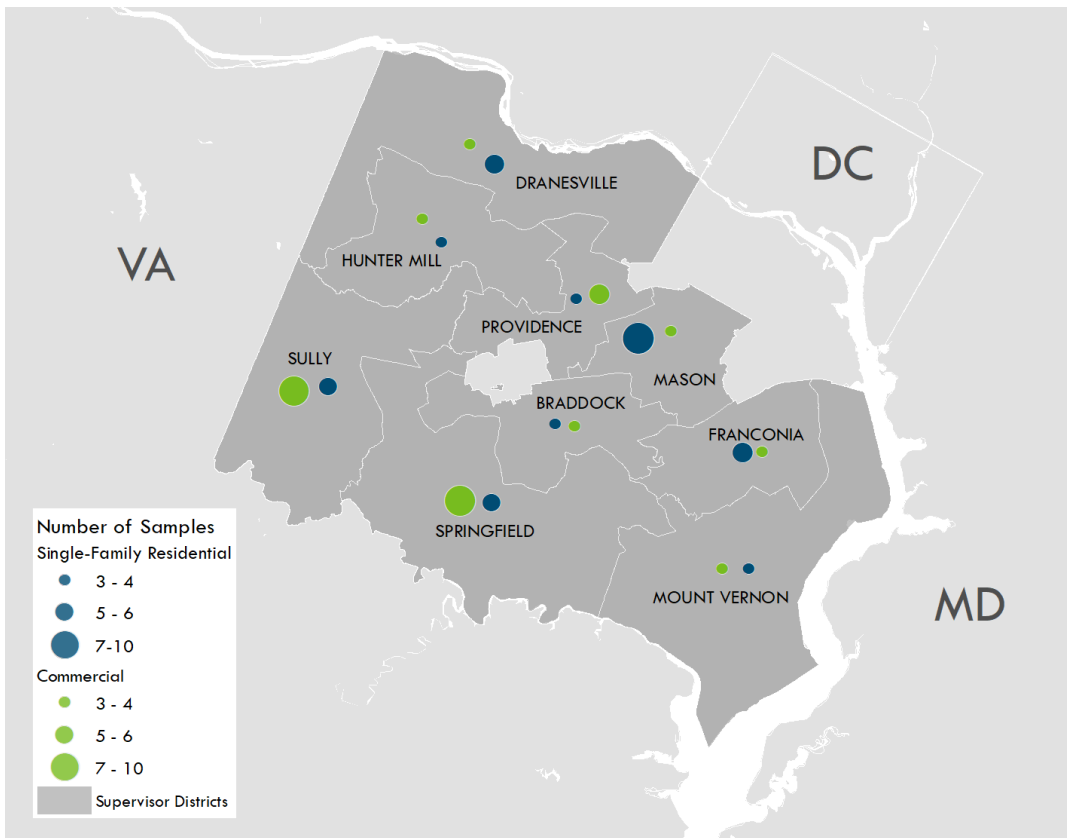 DC
DRANESVILLE
VA
HUNTER MILL
PROVIDENCE
SULLY
MASON
BRADDOCK
FRANCONIA
SPRINGFIELD
MOUNT VERNON
MD
Number of Samples
Single-Family Residential
3 - 4
5 - 6
7-10
Commercial
3 - 4
5 - 6
7 - 10
Supervisor Districts